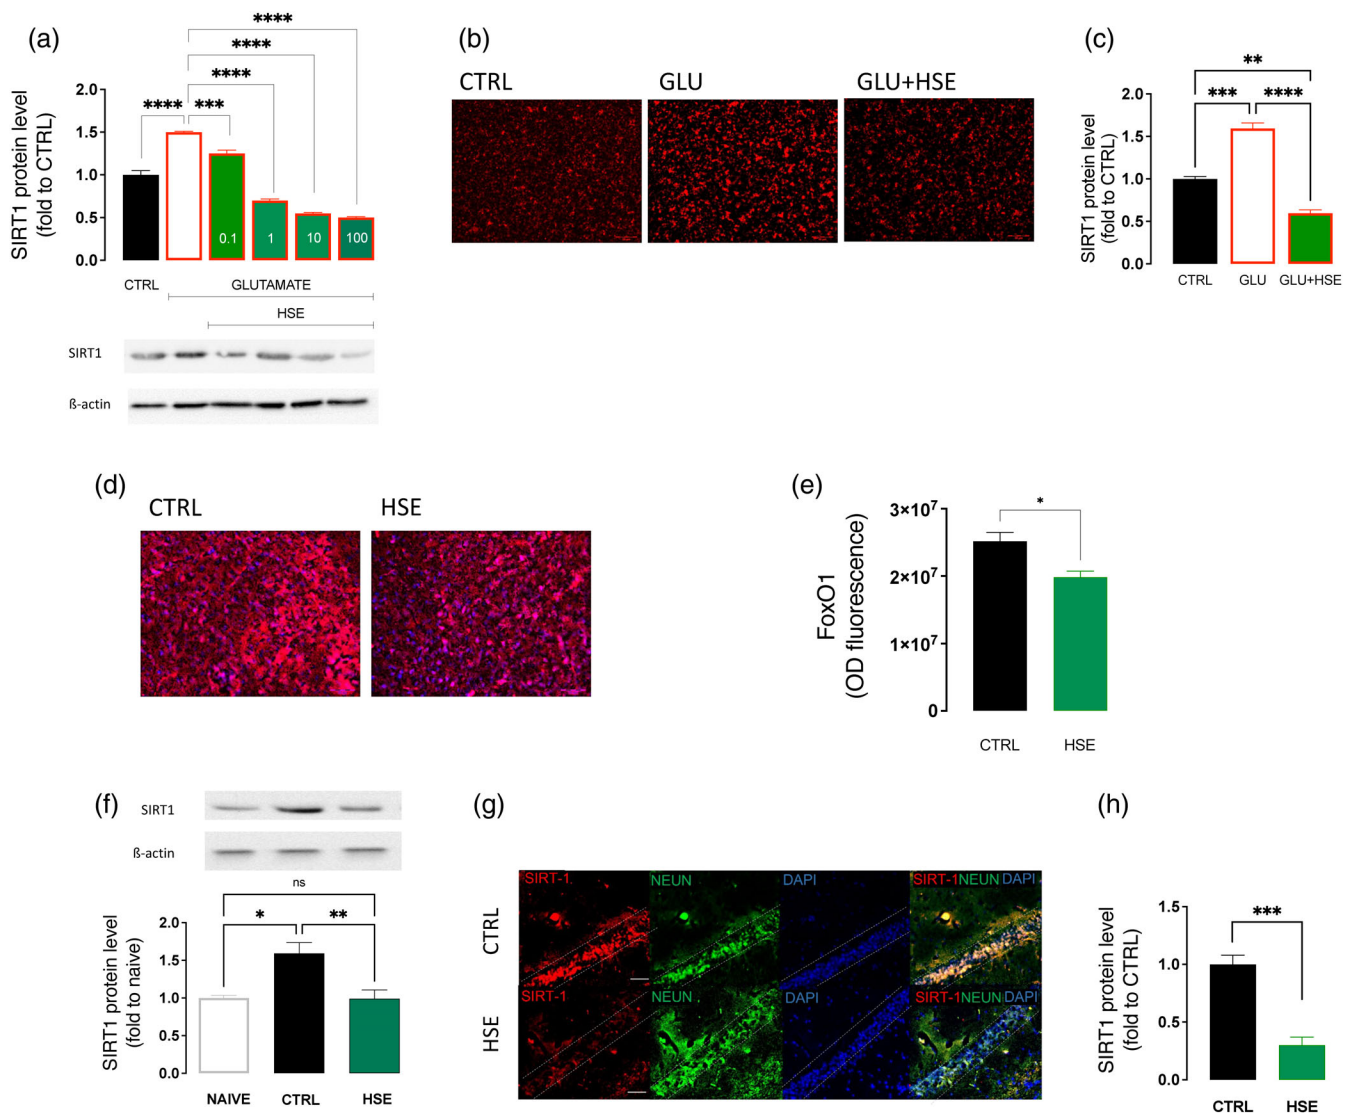 (a)
****
****
****
**** ***
SIRT1 protein level
(fold to CTRL)
2.0
1.5
1.0
0.5
0.0
0.1
1
10
100
CTRL
GLUTAMATE
HSE
SIRT1
ß-actin
(b)
CTRL
GLU
GLU+HSE
(c)
**
*** ****
SIRT1 protein level
(fold to CTRL)
2.0
1.5
1.0
0.5
0.0
CTRL
GLU
GLU+HSE
(d)
CTRL
HSE
(e)
*
FoxO1
(OD fluorescence)
3×10⁷
2×10⁷
1×10⁷
0
CTRL
HSE
(f)
SIRT1
ß-actin
ns
* **
SIRT1 protein level
(fold to naive)
2.0
1.5
1.0
0.5
0.0
NAIVE
CTRL
HSE
(g)
CTRL
SIRT-1
NEUN
DAPI
SIRT-1NEUN DAPI
HSE
SIRT-1
NEUN
DAPI
SIRT-1NEUN DAPI
(h)
***
SIRT1 protein level
(fold to CTRL)
1.5
1.0
0.5
0.0
CTRL
HSE